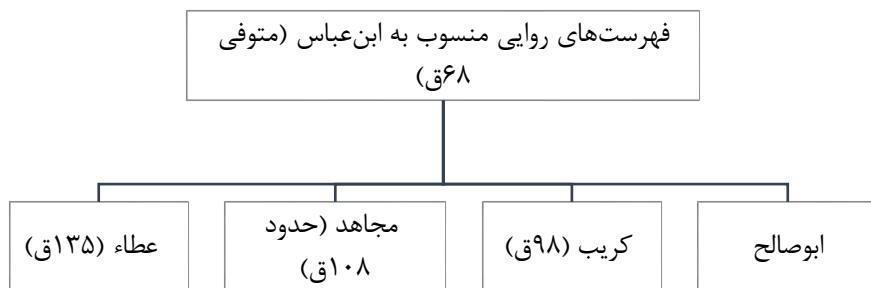 فهرست‌های روایی منسوب به ابن‌عباس (متوفی
۶۸ق)
ابوصالح
کریب (۹۸ق)
مجاهد (حدود
۱۰۸ق)
عطاء (۱۳۵ق)